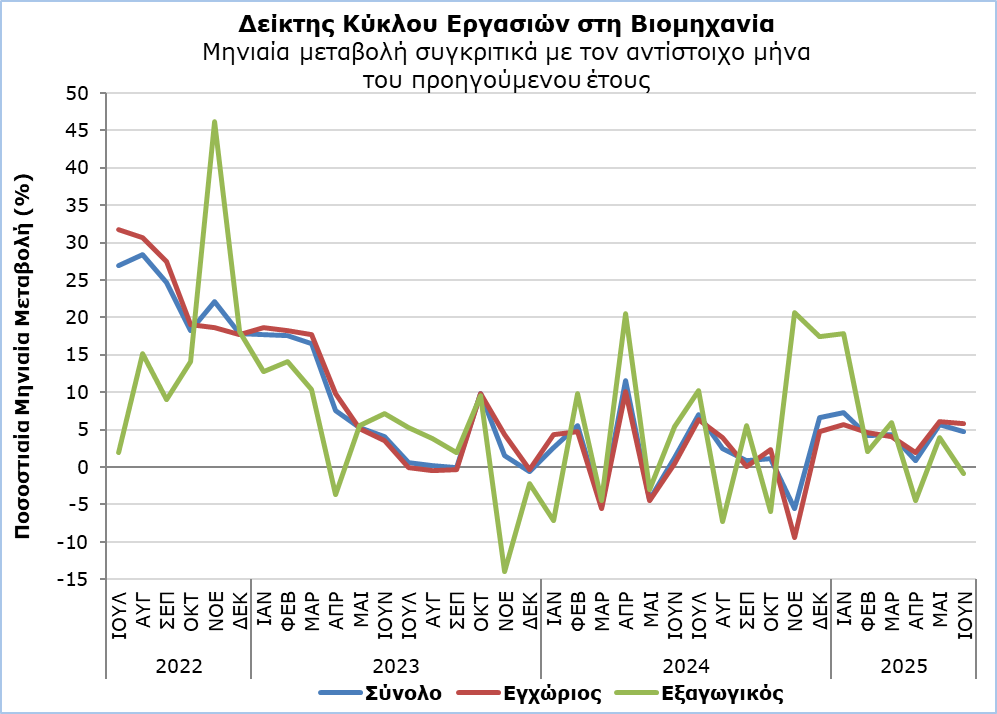 Δείκτης Κύκλου Εργασιών στη Βιομηχανία
Μηνιαία μεταβολή συγκριτικά με τον αντίστοιχο μήνα
του προηγούμενου έτους
Ποσοστιαία Μηνιαία Μεταβολή (%)
50
45
40
35
30
25
20
15
10
5
0
-5
-10
-15
ΙΟΥΛ ΑΥΓ ΣΕΠ ΟΚΤ ΝΟΕ ΔΕΚ ΙΑΝ ΦΕΒ ΜΑΡ ΑΠΡ ΜΑΙ ΙΟΥΝ ΙΟΥΛ ΑΥΓ ΣΕΠ ΟΚΤ ΝΟΕ ΔΕΚ ΙΑΝ ΦΕΒ ΜΑΡ ΑΠΡ ΜΑΙ ΙΟΥΝ ΙΟΥΛ ΑΥΓ ΣΕΠ ΟΚΤ ΝΟΕ ΔΕΚ ΙΑΝ ΦΕΒ ΜΑΡ ΑΠΡ ΜΑΙ ΙΟΥΝ
2022 2023 2024 2025
Σύνολο Εγχώριος Εξαγωγικός